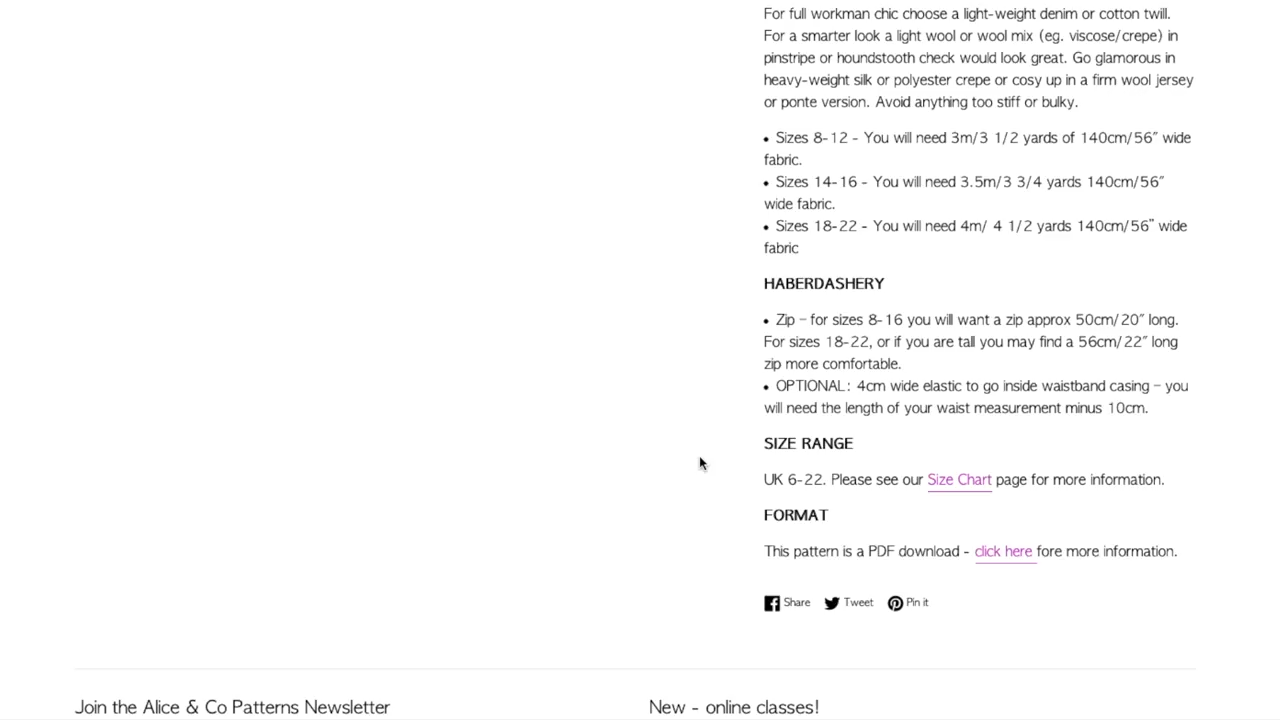 For full workman chic choose a light-weight denim or cotton twill.
For a smarter look a light wool or wool mix (eg. viscose/crepe) in
pinstripe or houndstooth check would look great. Go glamorous in
heavy-weight silk or polyester crepe or cosy up in a firm wool jersey
or ponte version. Avoid anything too stiff or bulky.
• Sizes 8-12 - You will need 3m/3 1/2 yards of 140cm/56″ wide
fabric.
• Sizes 14-16 - You will need 3.5m/3 3/4 yards 140cm/56″
wide fabric.
• Sizes 18-22 - You will need 4m/ 4 1/2 yards 140cm/56" wide
fabric
HABERDASHERY
• Zip – for sizes 8-16 you will want a zip approx 50cm/20″ long.
For sizes 18-22, or if you are tall you may find a 56cm/22″ long
zip more comfortable.
• OPTIONAL: 4cm wide elastic to go inside waistband casing – you
will need the length of your waist measurement minus 10cm.
SIZE RANGE
UK 6-22. Please see our Size Chart page for more information.
FORMAT
This pattern is a PDF download - click here fore more information.
Share Tweet Pin it
Join the Alice & Co Patterns Newsletter
New - online classes!